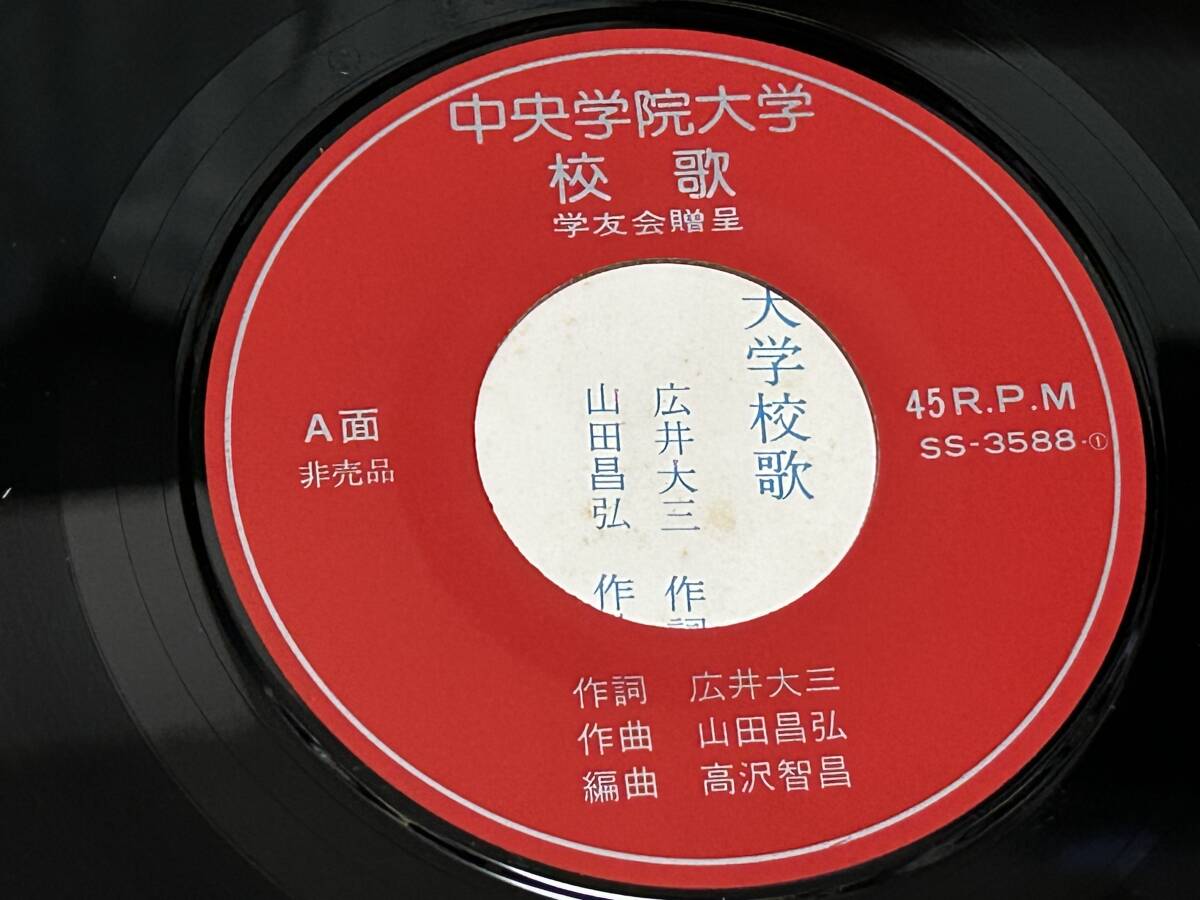 中央学院大学
校 歌
学友会贈呈
A面
非売品
45 R.P.M
SS-3588-①
大学校歌
広井大三 作詞
山田昌弘 作
作詞 広井大三
作曲 山田昌弘
編曲 高沢智昌